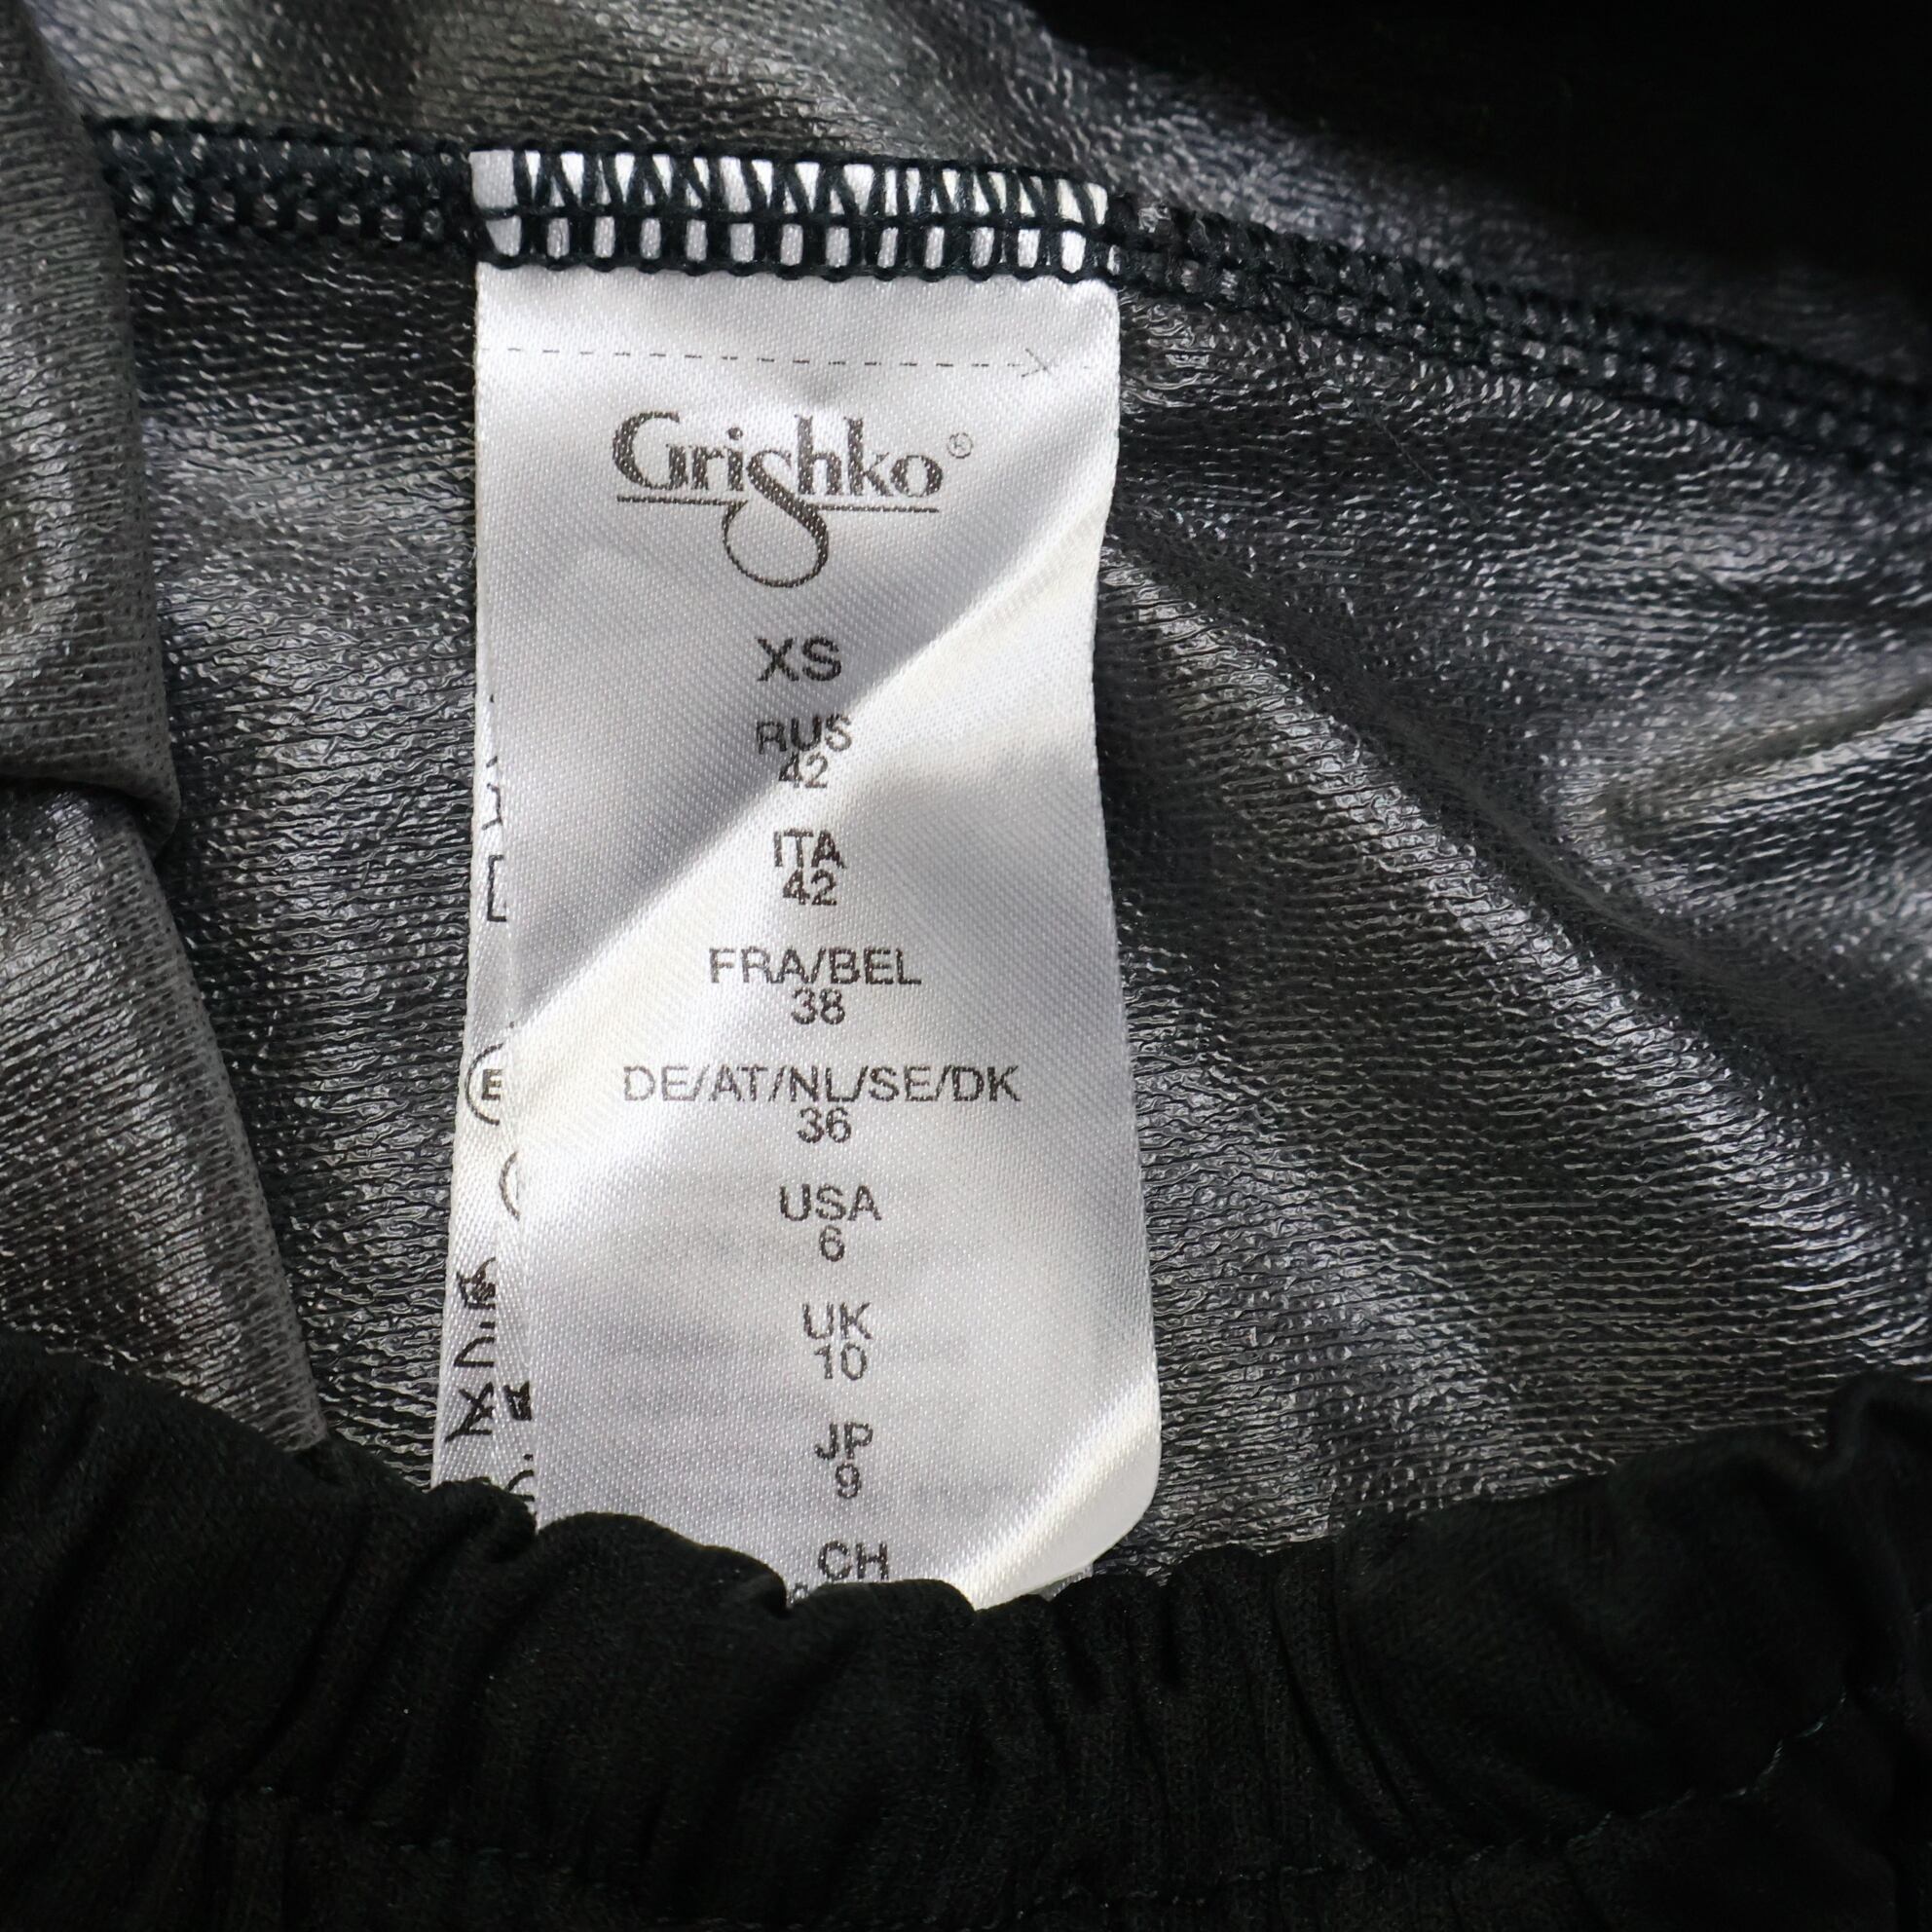 Grishko®
XS
RUS
42
ITA
42
FRA/BEL
38
DE/AT/NL/SE/DK
36
USA
6
UK
10
JP
9
CH